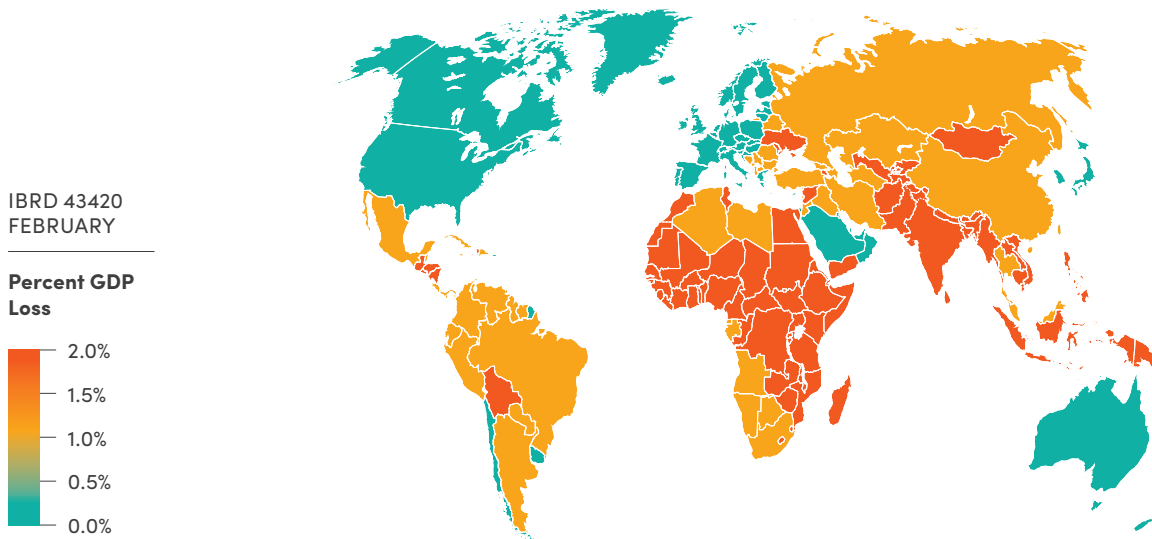 IBRD 43420
FEBRUARY
Percent GDP
Loss
2.0%
1.5%
1.0%
0.5%
0.0%